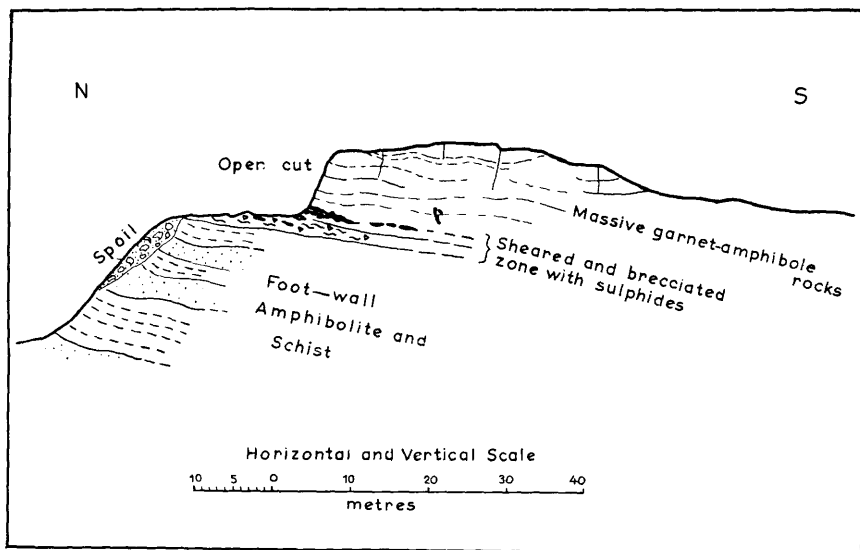 N
S
Open cut
Spoil
Massive garnet-amphibole
rocks
Sheared and brecciated
zone with sulphides
Foot—wall
Amphibolite and
Schist
Horizontal and Vertical Scale
10 5 0 10 20 30 40
metres